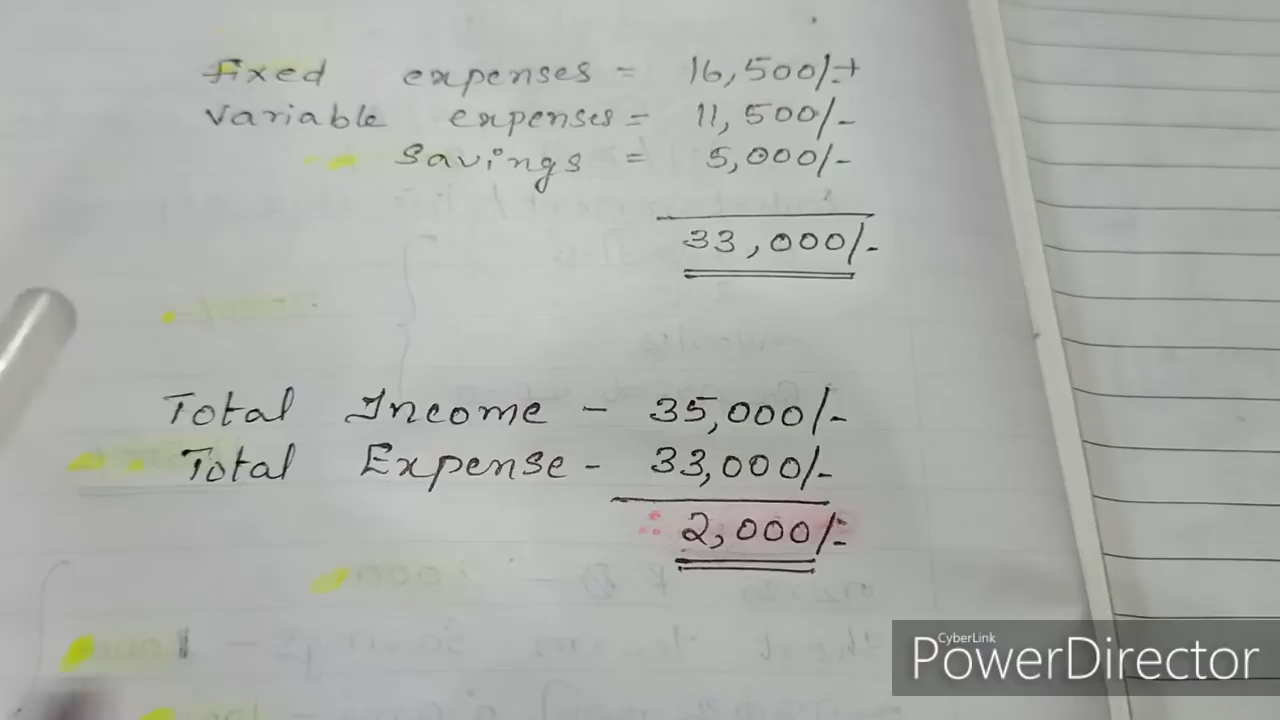 fixed expenses = 16,500/-+
Variable expenses = 11,500/-
Savings = 5,000/-
33,000/-
Total Income - 35,000/-
Total Expense - 33,000/-
2,000/-
CyberLink
PowerDirector